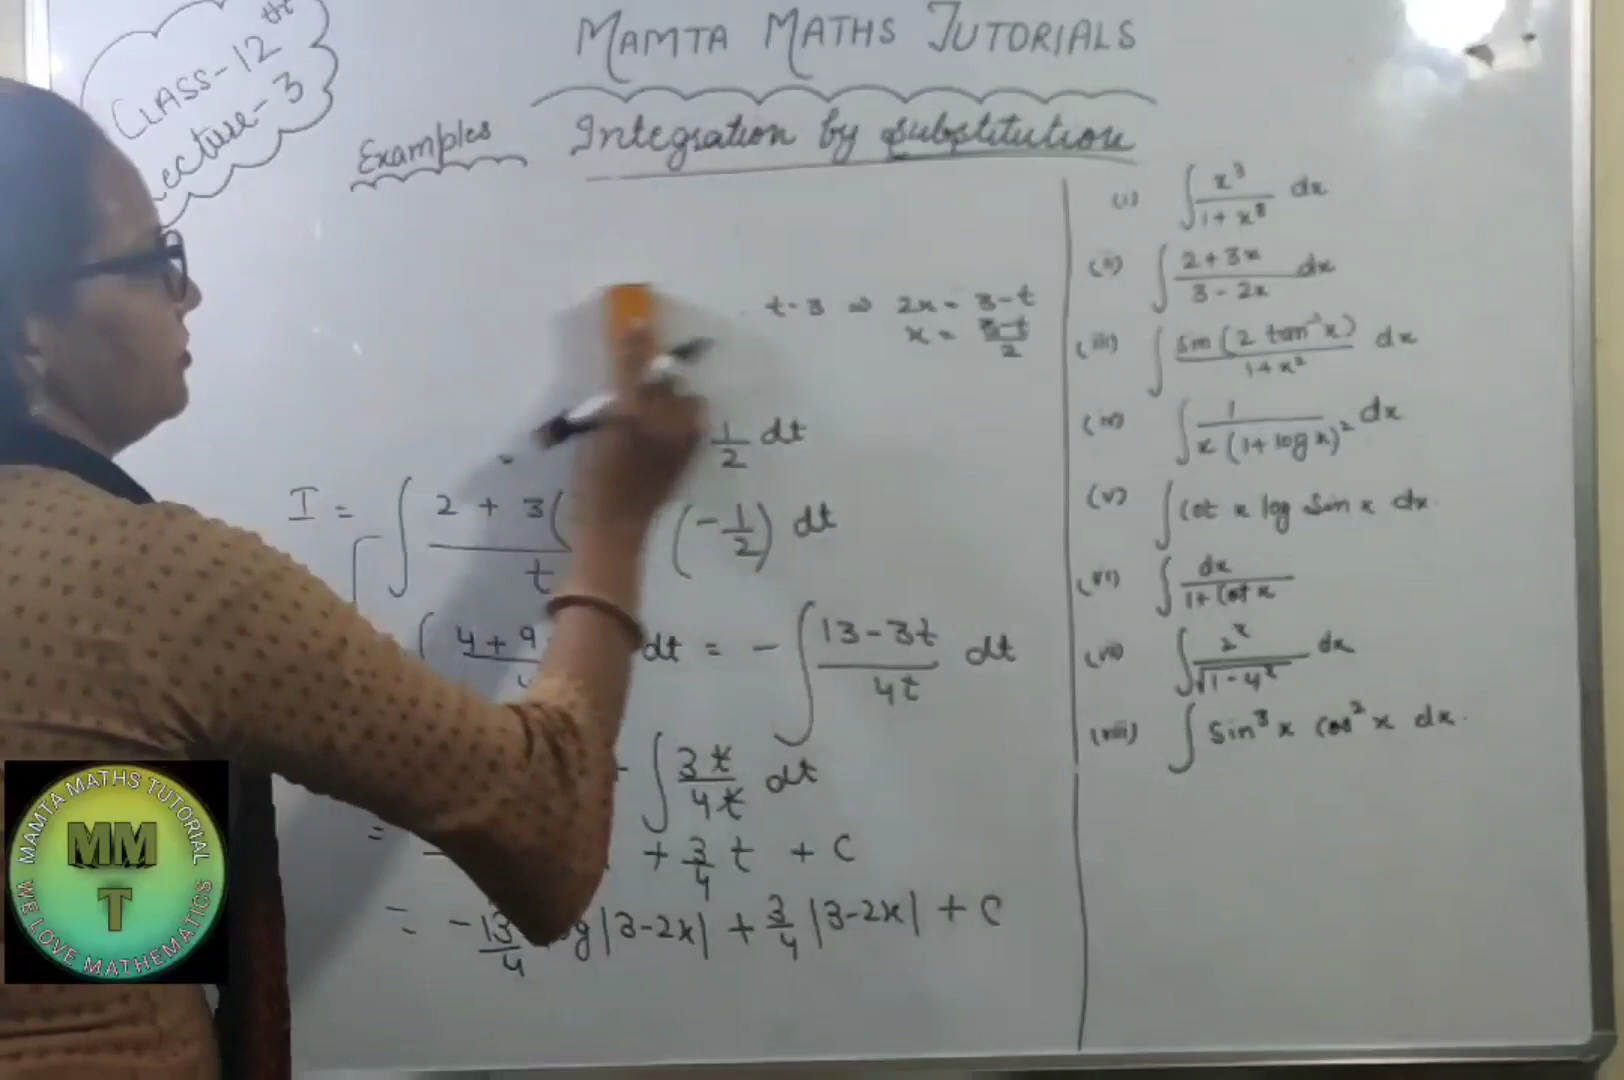 CLASS-12th
Lecture-3
MAMTA MATHS TUTORIALS
Examples
Integration by substitution
t-3 ⇒ 2x = 3-t
x = 3-t/2
= 1/2 dt
I = ∫ 2 + 3( / t (-1/2) dt
∫ 4+9 dt = - ∫ 13-3t / 4t dt
∫ 3t / 4t dt
= + 3/4 t + C
= -13/4 log|3-2x| + 3/4 |3-2x| + C
(i) ∫ x³ / 1+x⁸ dx
(ii) ∫ 2+3x / 3-2x dx
(iii) ∫ sin(2 tan⁻¹x) / 1+x² dx
(iv) ∫ 1 / x(1+log x)² dx
(v) ∫ Cot x log Sin x dx.
(vi) ∫ dx / 1+Cot x
(vii) ∫ 2ˣ / √1-4ˣ dx
(viii) ∫ Sin³x cos²x dx.
MAMTA MATHS TUTORIAL
MM
T
WE LOVE MATHEMATICS